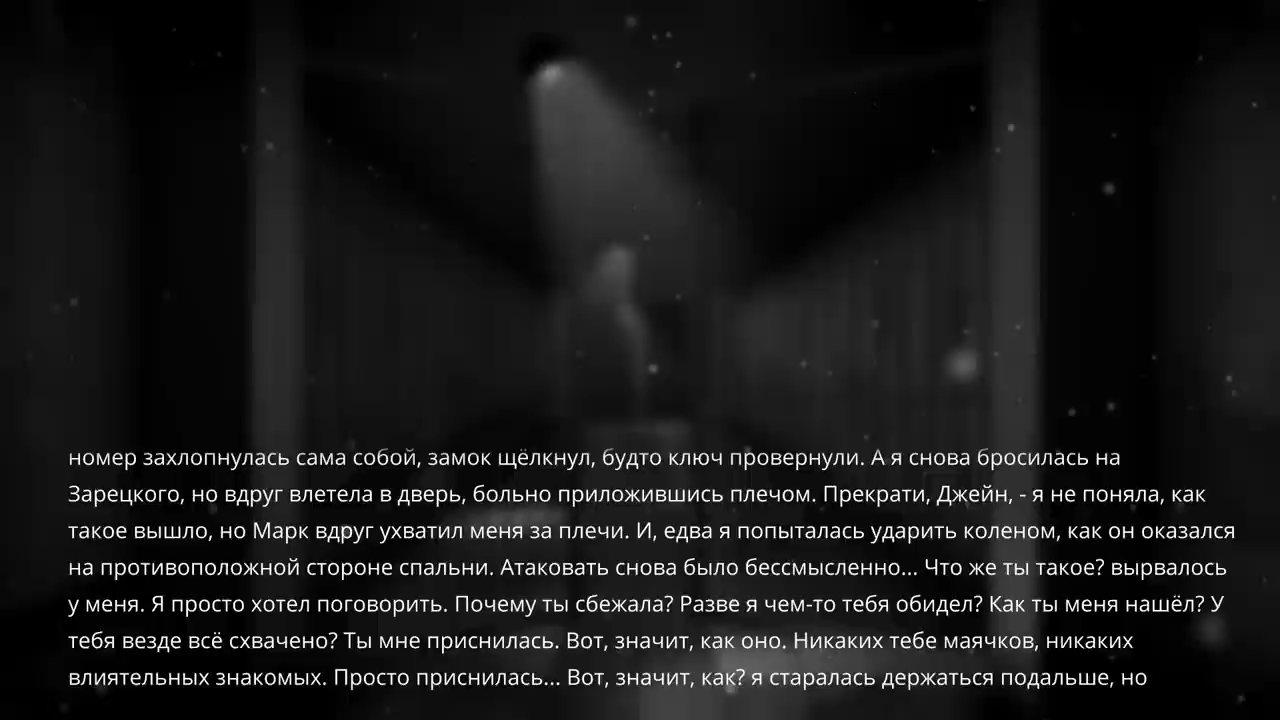 номер захлопнулась сама собой, замок щёлкнул, будто ключ провернули. А я снова бросилась на
Зарецкого, но вдруг влетела в дверь, больно приложившись плечом. Прекрати, Джейн, - я не поняла, как
такое вышло, но Марк вдруг ухватил меня за плечи. И, едва я попыталась ударить коленом, как он оказался
на противоположной стороне спальни. Атаковать снова было бессмысленно... Что же ты такое? вырвалось
у меня. Я просто хотел поговорить. Почему ты сбежала? Разве я чем-то тебя обидел? Как ты меня нашёл? У
тебя везде всё схвачено? Ты мне приснилась. Вот, значит, как оно. Никаких тебе маячков, никаких
влиятельных знакомых. Просто приснилась... Вот, значит, как? я старалась держаться подальше, но